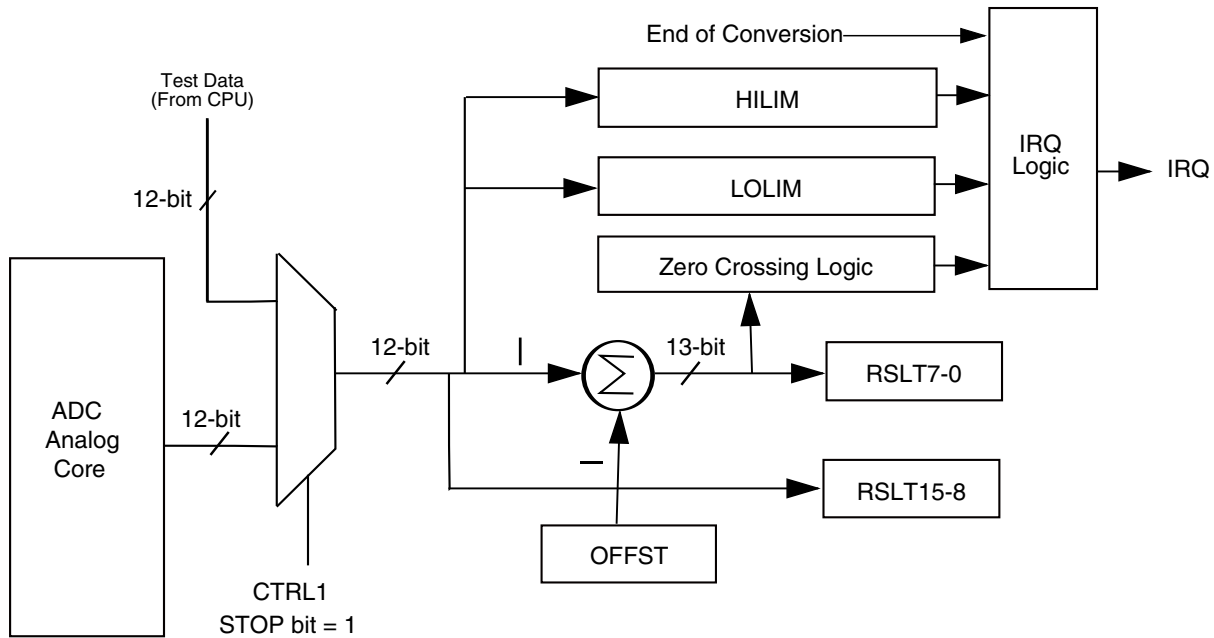 End of Conversion
Test Data
(From CPU)
HILIM
IRQ
Logic
IRQ
12-bit
LOLIM
Zero Crossing Logic
12-bit
13-bit
Σ
RSLT7-0
ADC
Analog
Core
12-bit
RSLT15-8
OFFST
CTRL1
STOP bit = 1